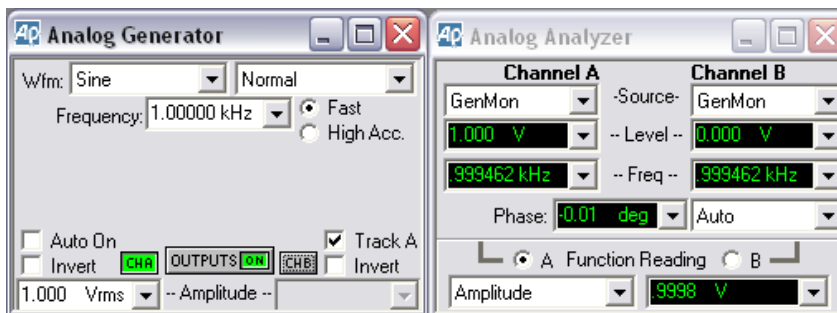 Ap Analog Generator
Wfm: Sine Normal
Frequency: 1.00000 kHz Fast
High Acc.
Auto On Track A
Invert CHA OUTPUTS ON CHB Invert
1.000 Vrms -- Amplitude --
Ap Analog Analyzer
Channel A Channel B
GenMon -Source- GenMon
1.000 V -- Level -- 0.000 V
.999462 kHz -- Freq -- .999462 kHz
Phase: -0.01 deg Auto
A Function Reading B
Amplitude .9998 V